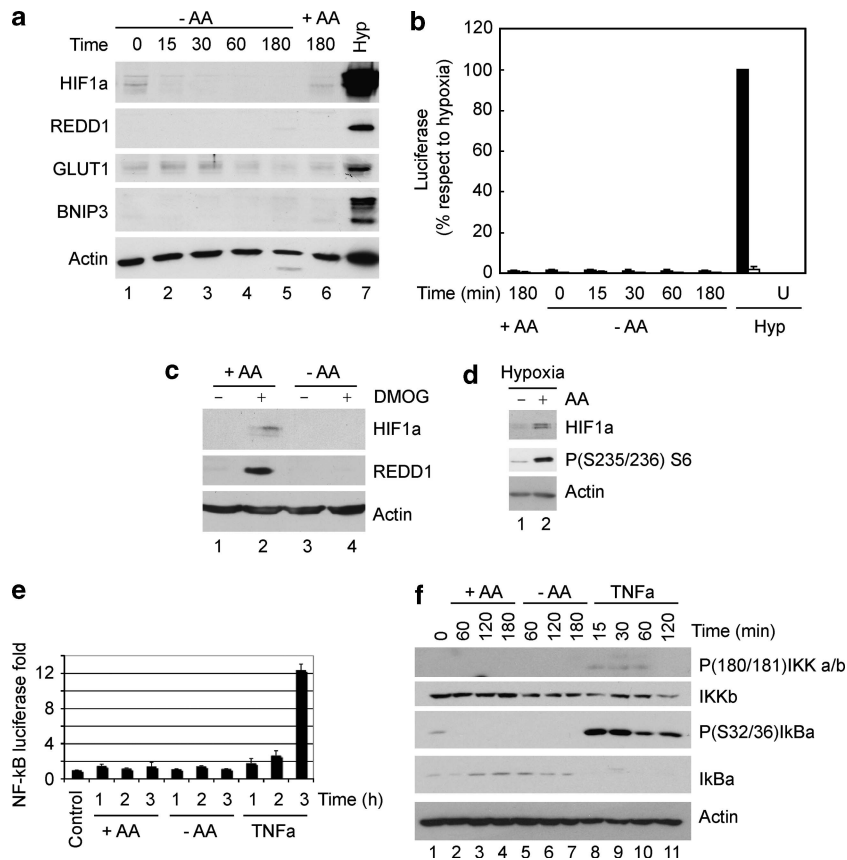 a
- AA + AA Hyp
Time 0 15 30 60 180 180
HIF1a
REDD1
GLUT1
BNIP3
Actin
1 2 3 4 5 6 7
b
Luciferase
(% respect to hypoxia)
120
100
80
60
40
20
0
Time (min) 180 0 15 30 60 180 U
+ AA - AA Hyp
c
+ AA - AA
− + − + DMOG
HIF1a
REDD1
Actin
1 2 3 4
d
Hypoxia
− + AA
HIF1a
P(S235/236) S6
Actin
1 2
e
NF-kB luciferase fold
12
8
4
0
Control 1 2 3 1 2 3 1 2 3 Time (h)
+ AA - AA TNFa
f
+ AA - AA TNFa
0 60 120 180 60 120 180 15 30 60 120 Time (min)
P(180/181)IKK a/b
IKKb
P(S32/36)IkBa
IkBa
Actin
1 2 3 4 5 6 7 8 9 10 11